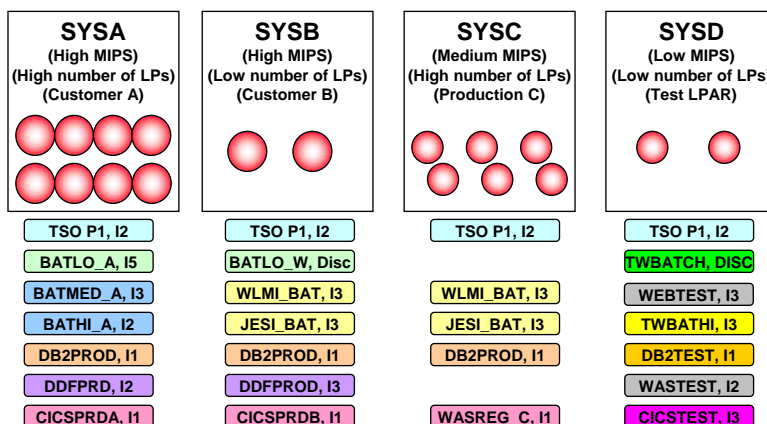 SYSA
(High MIPS)
(High number of LPs)
(Customer A)
SYSB
(High MIPS)
(Low number of LPs)
(Customer B)
SYSC
(Medium MIPS)
(High number of LPs)
(Production C)
SYSD
(Low MIPS)
(Low number of LPs)
(Test LPAR)
TSO P1, I2
TSO P1, I2
TSO P1, I2
TSO P1, I2
BATLO_A, I5
BATLO_W, Disc
TWBATCH, DISC
BATMED_A, I3
WLMI_BAT, I3
WLMI_BAT, I3
WEBTEST, I3
BATHI_A, I2
JESI_BAT, I3
JESI_BAT, I3
TWBATHI, I3
DB2PROD, I1
DB2PROD, I1
DB2PROD, I1
DB2TEST, I1
DDFPRD, I2
DDFPROD, I3
WASTEST, I2
CICSPRDA, I1
CICSPRDB, I1
WASREG_C, I1
CICSTEST, I3